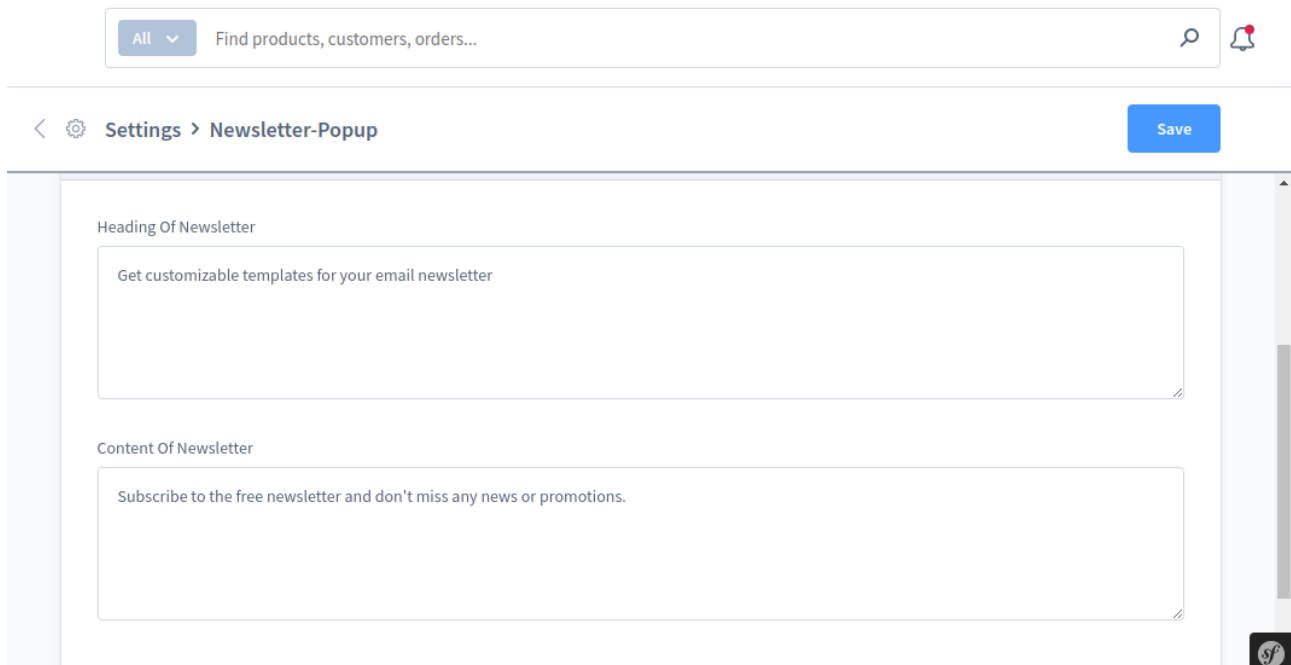 All
Find products, customers, orders...
Settings > Newsletter-Popup
Save
Heading Of Newsletter
Get customizable templates for your email newsletter
Content Of Newsletter
Subscribe to the free newsletter and don't miss any news or promotions.
sf